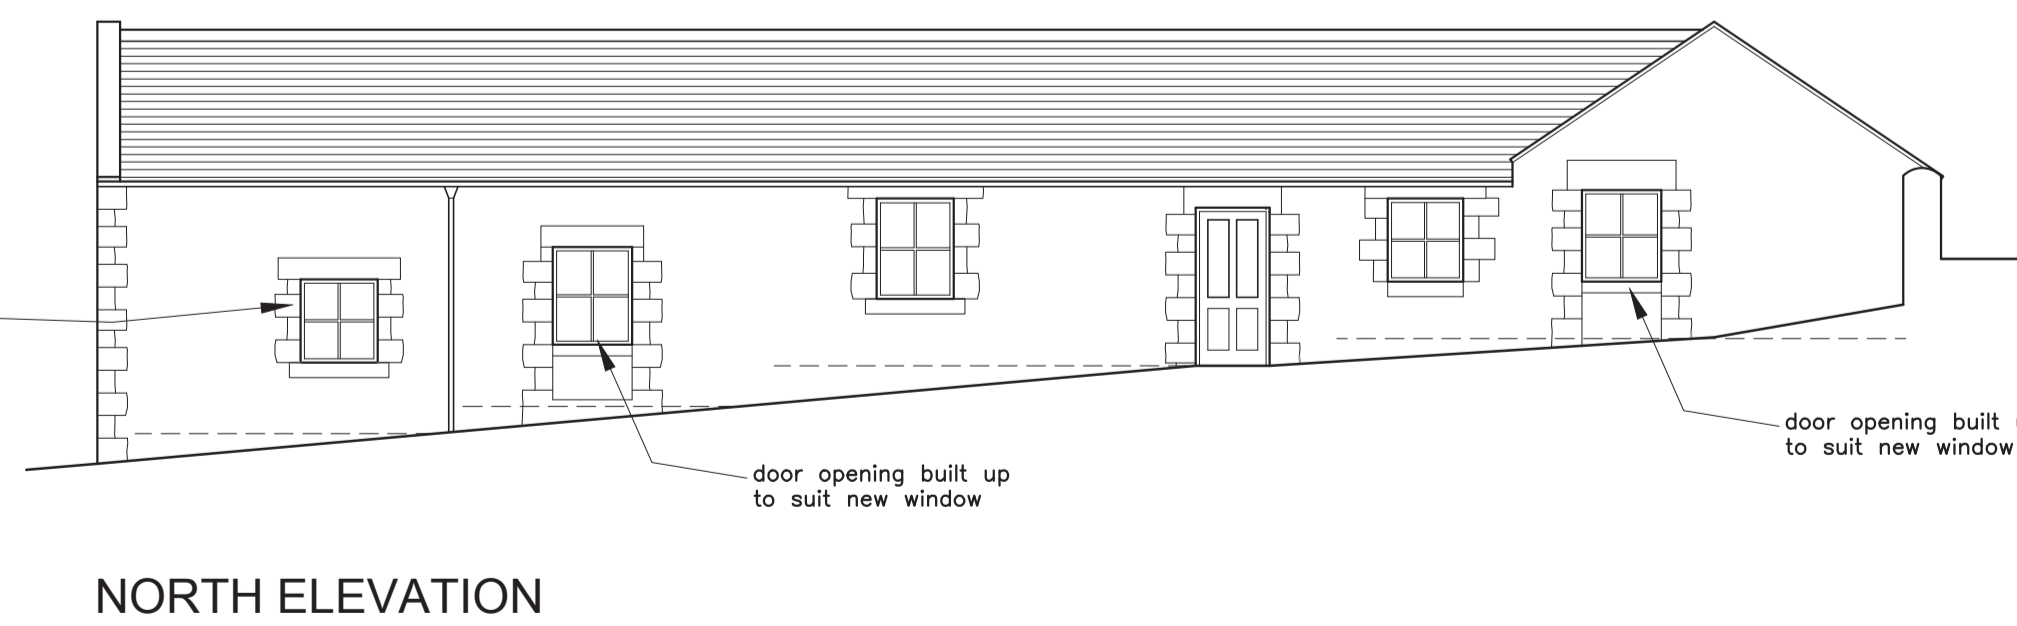 door opening built up
to suit new window
door opening built
to suit new window
NORTH ELEVATION